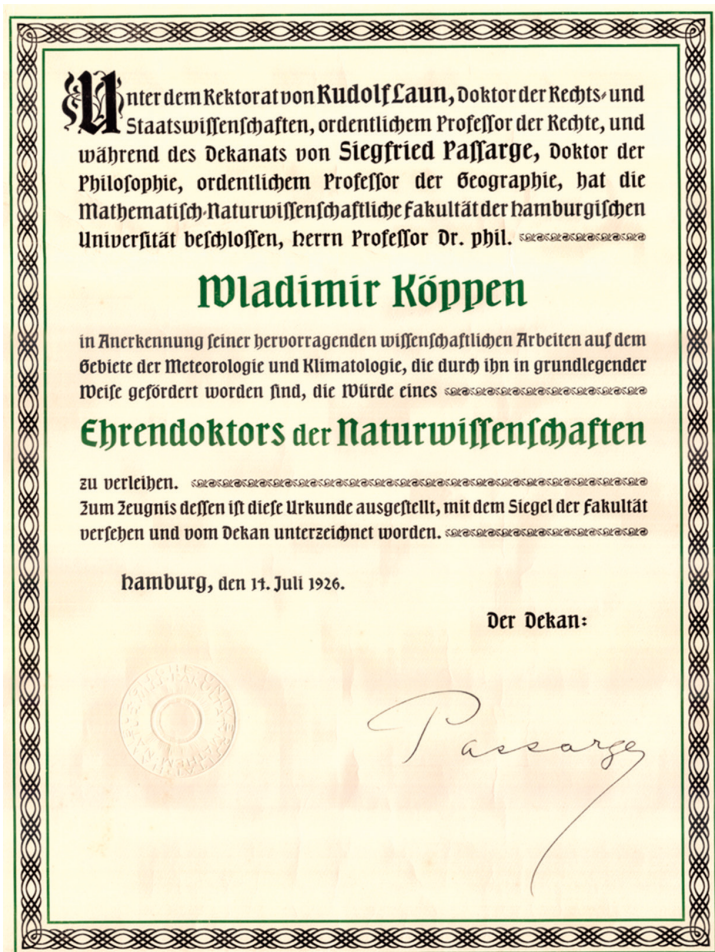 Unter dem Rektorat von Rudolf Laun, Doktor der Rechts- und
Staatswissenschaften, ordentlichem Professor der Rechte, und
während des Dekanats von Siegfried Passarge, Doktor der
Philosophie, ordentlichem Professor der Geographie, hat die
Mathematisch-Naturwissenschaftliche Fakultät der Hamburgischen
Universität beschlossen, Herrn Professor Dr. phil.
Wladimir Köppen
in Anerkennung seiner hervorragenden wissenschaftlichen Arbeiten auf dem
Gebiete der Meteorologie und Klimatologie, die durch ihn in grundlegender
Weise gefördert worden sind, die Würde eines
Ehrendoktors der Naturwissenschaften
zu verleihen.
Zum Zeugnis dessen ist diese Urkunde ausgestellt, mit dem Siegel der Fakultät
versehen und vom Dekan unterzeichnet worden.
Hamburg, den 14. Juli 1926.
Der Dekan:
Passarge